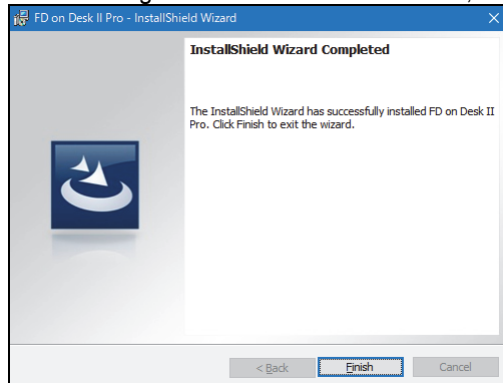 FD on Desk II Pro - InstallShield Wizard
InstallShield Wizard Completed
The InstallShield Wizard has successfully installed FD on Desk II
Pro. Click Finish to exit the wizard.
< Back Finish Cancel